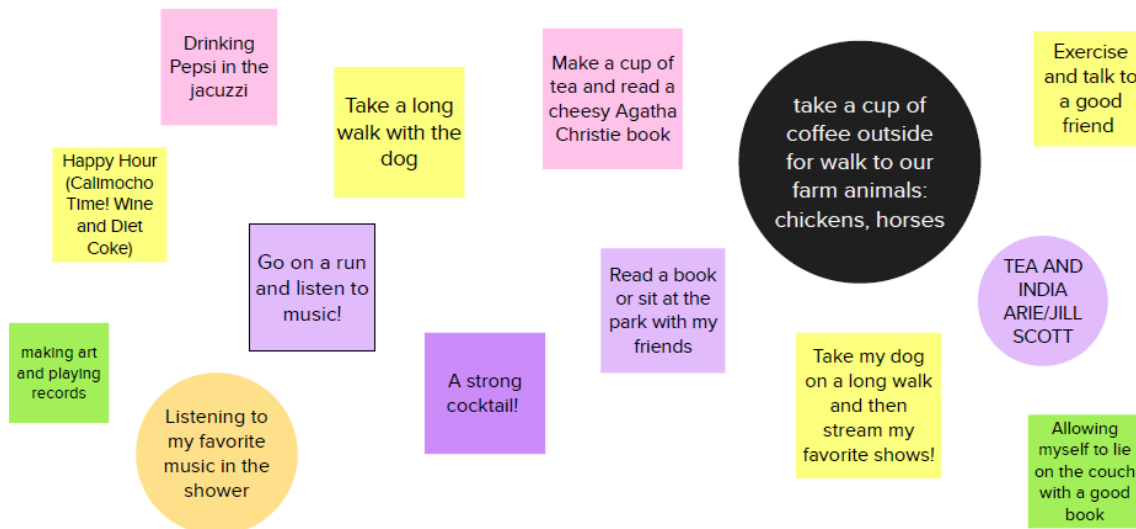 Drinking
Pepsi in the
jacuzzi
Take a long
walk with the
dog
Make a cup of
tea and read a
cheesy Agatha
Christie book
take a cup of
coffee outside
for walk to our
farm animals:
chickens, horses
Exercise
and talk to
a good
friend
Happy Hour
(Calimocho
Time! Wine
and Diet
Coke)
Go on a run
and listen to
music!
Read a book
or sit at the
park with my
friends
TEA AND
INDIA
ARIE/JILL
SCOTT
making art
and playing
records
Listening to
my favorite
music in the
shower
A strong
cocktail!
Take my dog
on a long walk
and then
stream my
favorite shows!
Allowing
myself to lie
on the couch
with a good
book